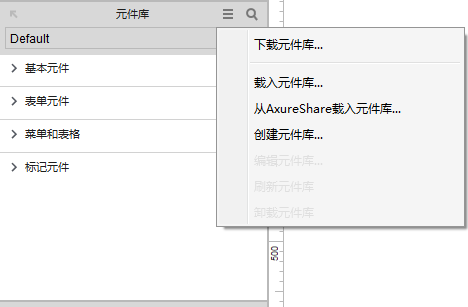 元件库
Default
基本元件
表单元件
菜单和表格
标记元件
下载元件库...
载入元件库...
从AxureShare载入元件库...
创建元件库...
编辑元件库...
刷新元件库
卸载元件库
500